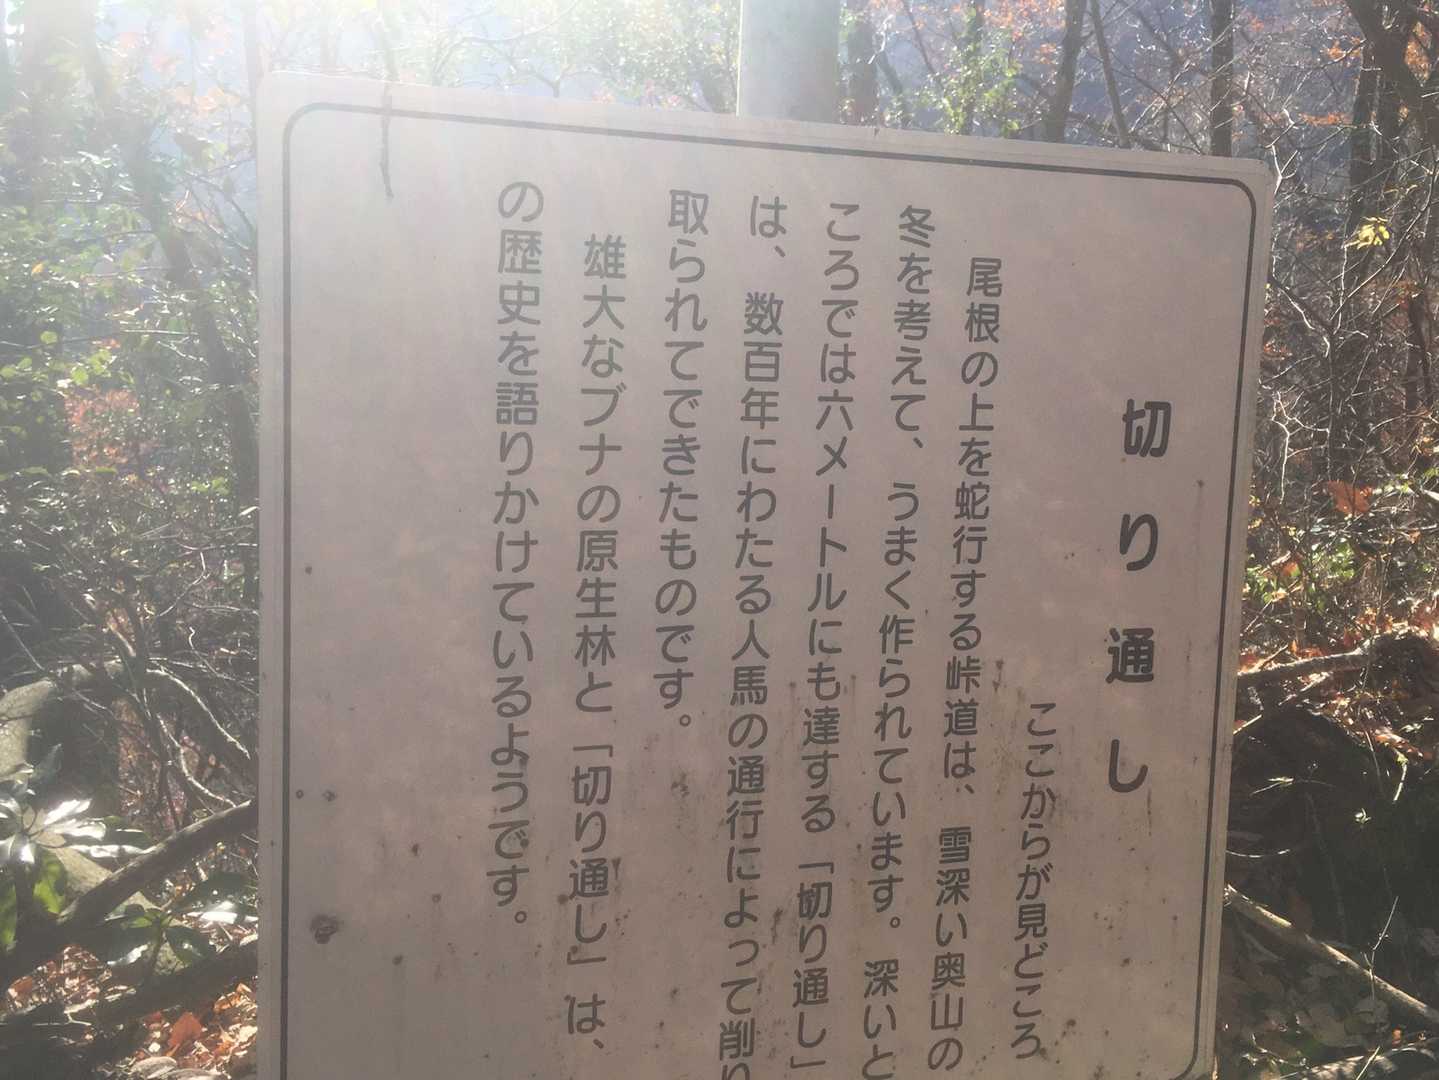 切り通し
ここからが見どころ
尾根の上を蛇行する峠道は、雪深い奥山の
冬を考えて、うまく作られています。深いと
ころでは六メートルにも達する「切り通し」
は、数百年にわたる人馬の通行によって削り
取られてできたものです。
雄大なブナの原生林と「切り通し」は、
の歴史を語りかけているようです。